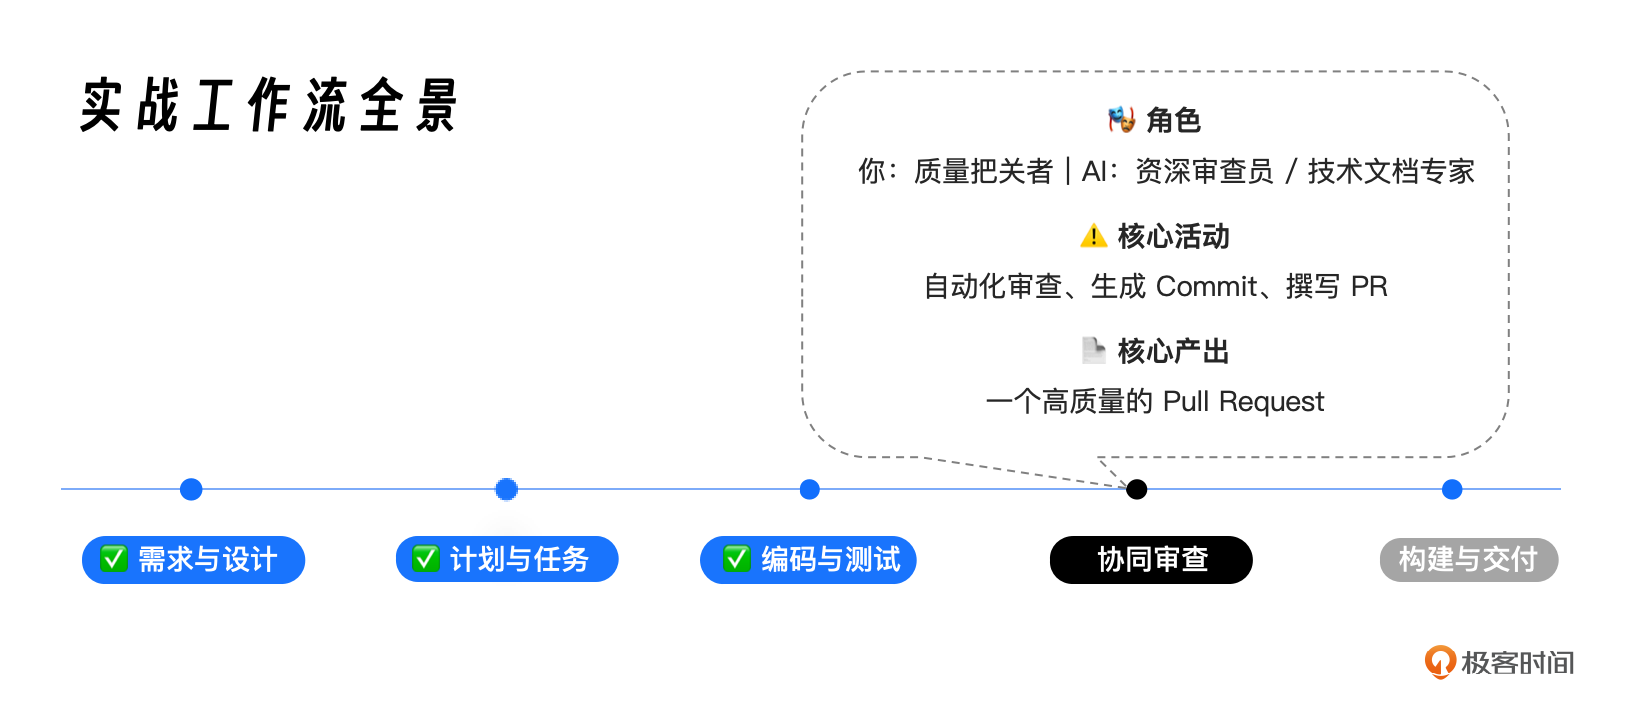 实战工作流全景
🎭 角色
你：质量把关者 | AI：资深审查员 / 技术文档专家
⚠️ 核心活动
自动化审查、生成 Commit、撰写 PR
📄 核心产出
一个高质量的 Pull Request
✅ 需求与设计
✅ 计划与任务
✅ 编码与测试
协同审查
构建与交付
极客时间